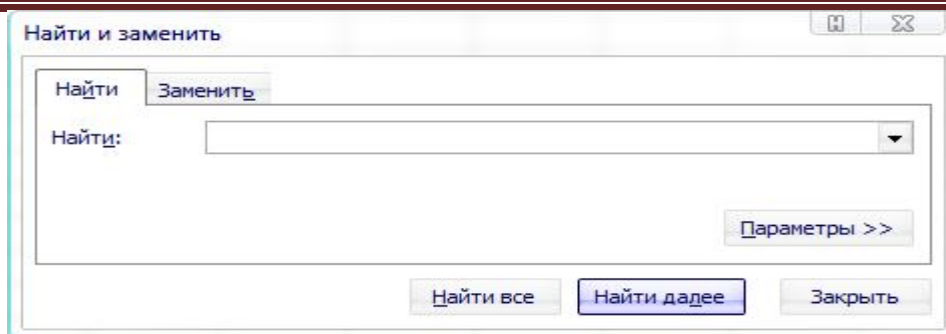 Найти и заменить
Найти Заменить
Найти:
Параметры >>
Найти все Найти далее Закрыть